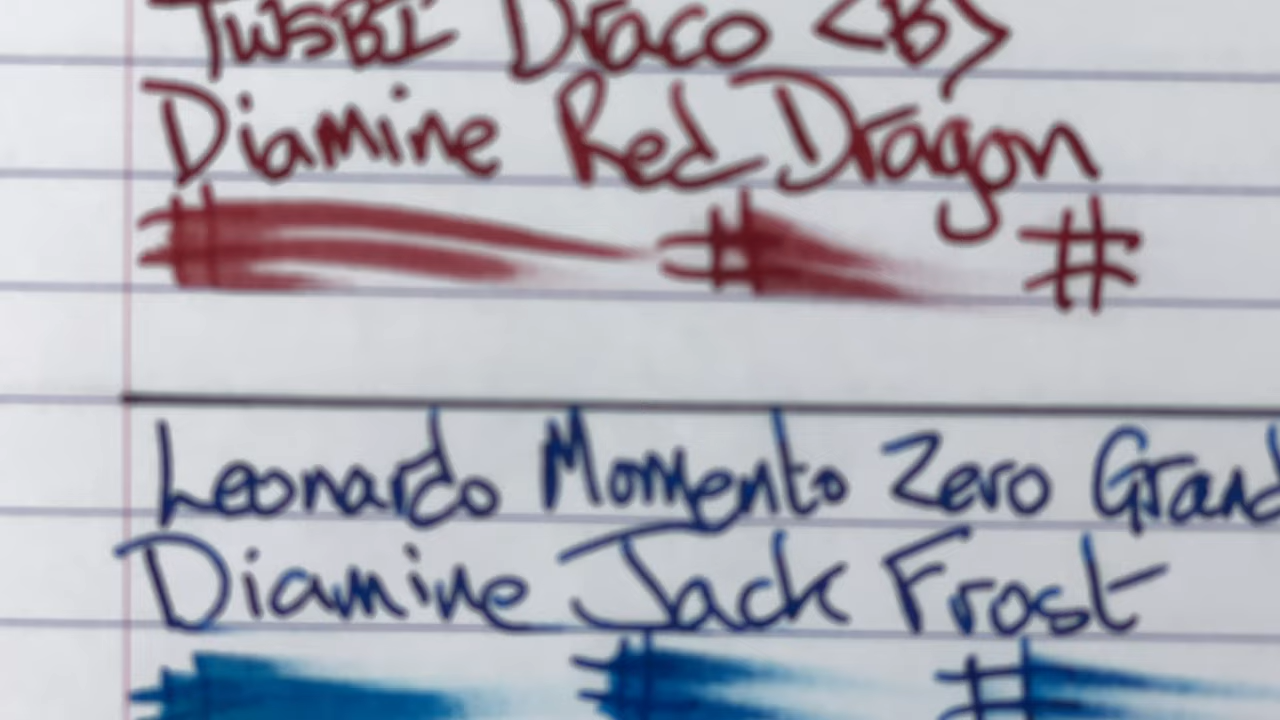 TWSBI Draco <B>
Diamine Red Dragon
# # #
Leonardo Momento Zero Grand
Diamine Jack Frost
# # #